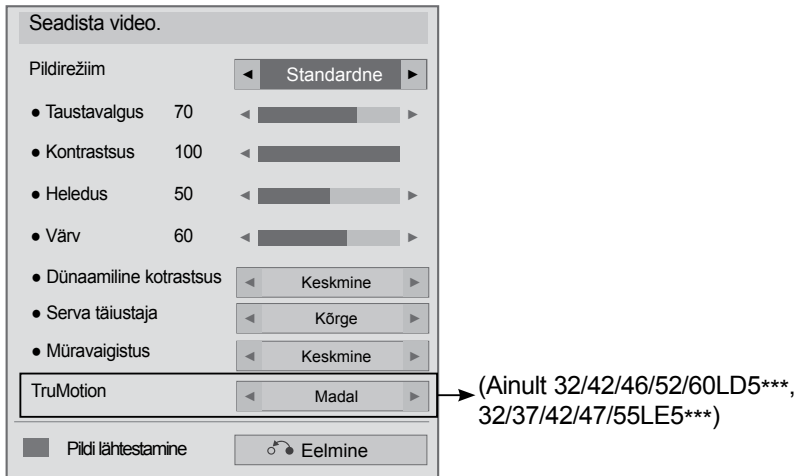 Seadista video.
Pildirežiim ◄ Standardne ►
● Taustavalgus 70 ◄ ►
● Kontrastsus 100 ◄
● Heledus 50 ◄ ►
● Värv 60 ◄ ►
● Dünaamiline kotrastsus ◄ Keskmine ►
● Serva täiustaja ◄ Kõrge ►
● Müravaigistus ◄ Keskmine ►
TruMotion ◄ Madal ►
(Ainult 32/42/46/52/60LD5***,
32/37/42/47/55LE5***)
Pildi lähtestamine Eelmine